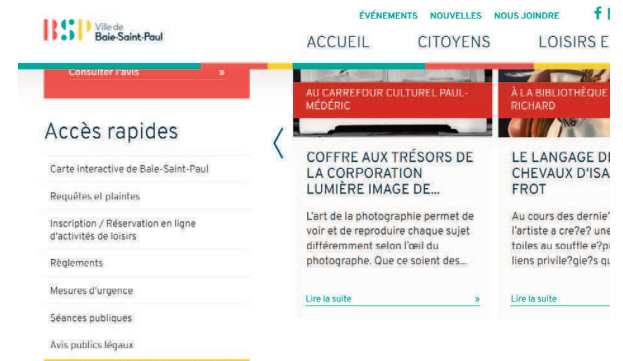 BSP
Ville de
Baie-Saint-Paul
ÉVÉNEMENTS NOUVELLES NOUS JOINDRE
ACCUEIL CITOYENS LOISIRS E
Consulter l'avis »
Accès rapides
Carte interactive de Baie-Saint-Paul
Requêtes et plaintes
Inscription / Réservation en ligne
d'activités de loisirs
Règlements
Mesures d'urgence
Séances publiques
Avis publics légaux
AU CARREFOUR CULTUREL PAUL-
MÉDÉRIC
COFFRE AUX TRÉSORS DE
LA CORPORATION
LUMIÈRE IMAGE DE...
L'art de la photographie permet de
voir et de reproduire chaque sujet
différemment selon l'œil du
photographe. Que ce soient des...
Lire la suite »
À LA BIBLIOTHÈQUE
RICHARD
LE LANGAGE
CHEVAUX D'ISA
FROT
Au cours des dernie?
l'artiste a cre?e? une
toiles au souffle e?p
liens privile?gie?s qu
Lire la suite